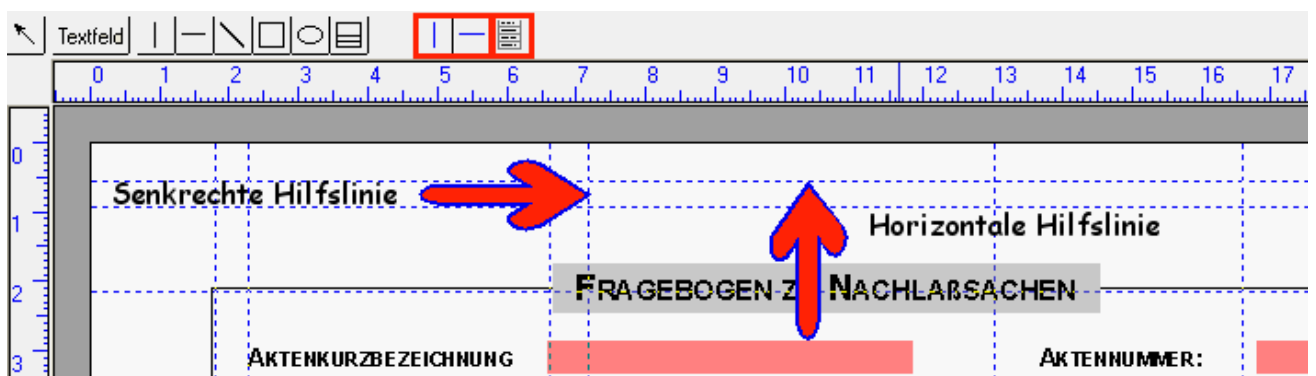 Textfeld
0 1 2 3 4 5 6 7 8 9 10 11 12 13 14 15 16 17
0
Senkrechte Hilfslinie
1
Horizontale Hilfslinie
2
FRAGEBOGEN Z NACHLAßSACHEN
3
AKTENKURZBEZEICHNUNG AKTENNUMMER: